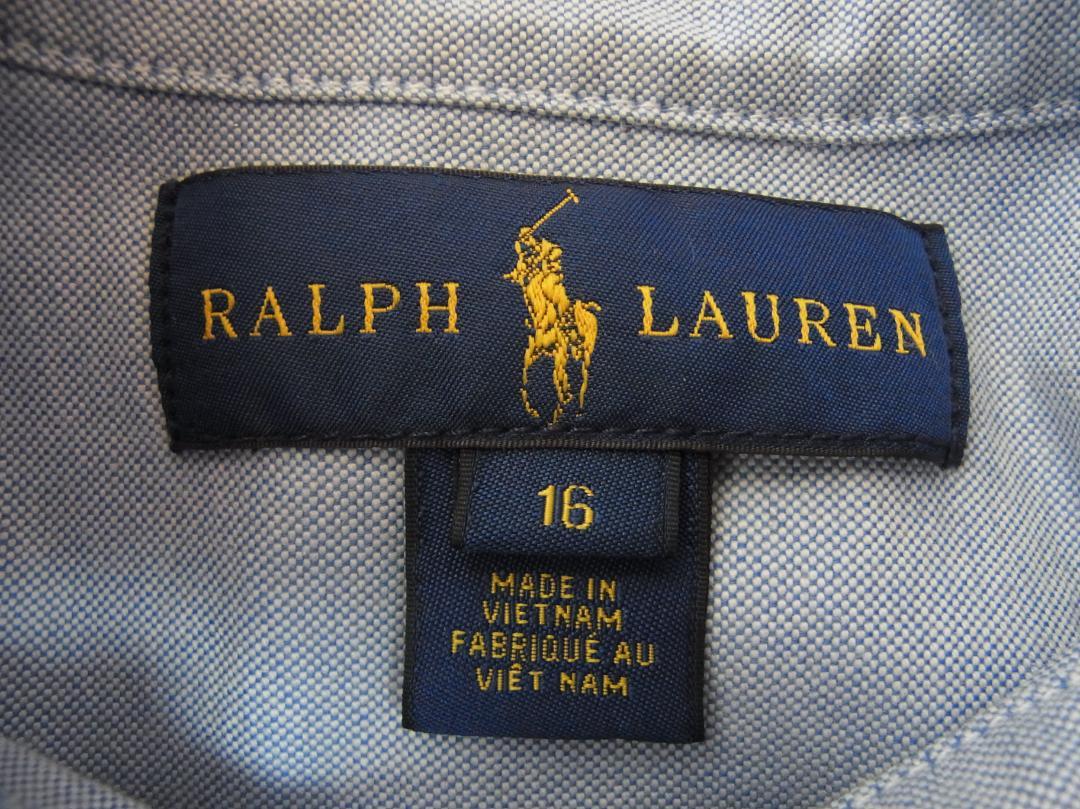 RALPH LAUREN
16
MADE IN
VIETNAM
FABRIQUÉ AU
VIÊT NAM